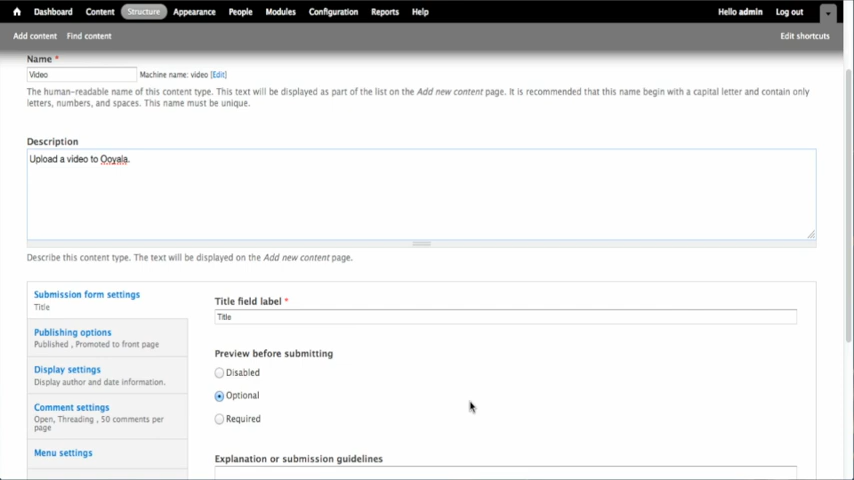 Dashboard Content Structure Appearance People Modules Configuration Reports Help Hello admin Log out
Add content Find content Edit shortcuts
Name *
Video Machine name: video [Edit]
The human-readable name of this content type. This text will be displayed as part of the list on the Add new content page. It is recommended that this name begin with a capital letter and contain only
letters, numbers, and spaces. This name must be unique.
Description
Upload a video to Ooyala.
Describe this content type. The text will be displayed on the Add new content page.
Submission form settings
Title
Publishing options
Published , Promoted to front page
Display settings
Display author and date information.
Comment settings
Open, Threading , 50 comments per
page
Menu settings
Title field label *
Title
Preview before submitting
Disabled
Optional
Required
Explanation or submission guidelines